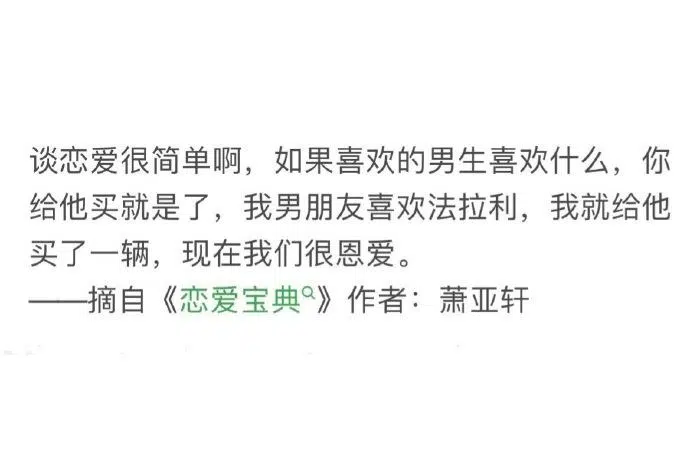 谈恋爱很简单啊，如果喜欢的男生喜欢什么，你
给他买就是了，我男朋友喜欢法拉利，我就给他
买了一辆，现在我们很恩爱。
——摘自《恋爱宝典》作者：萧亚轩